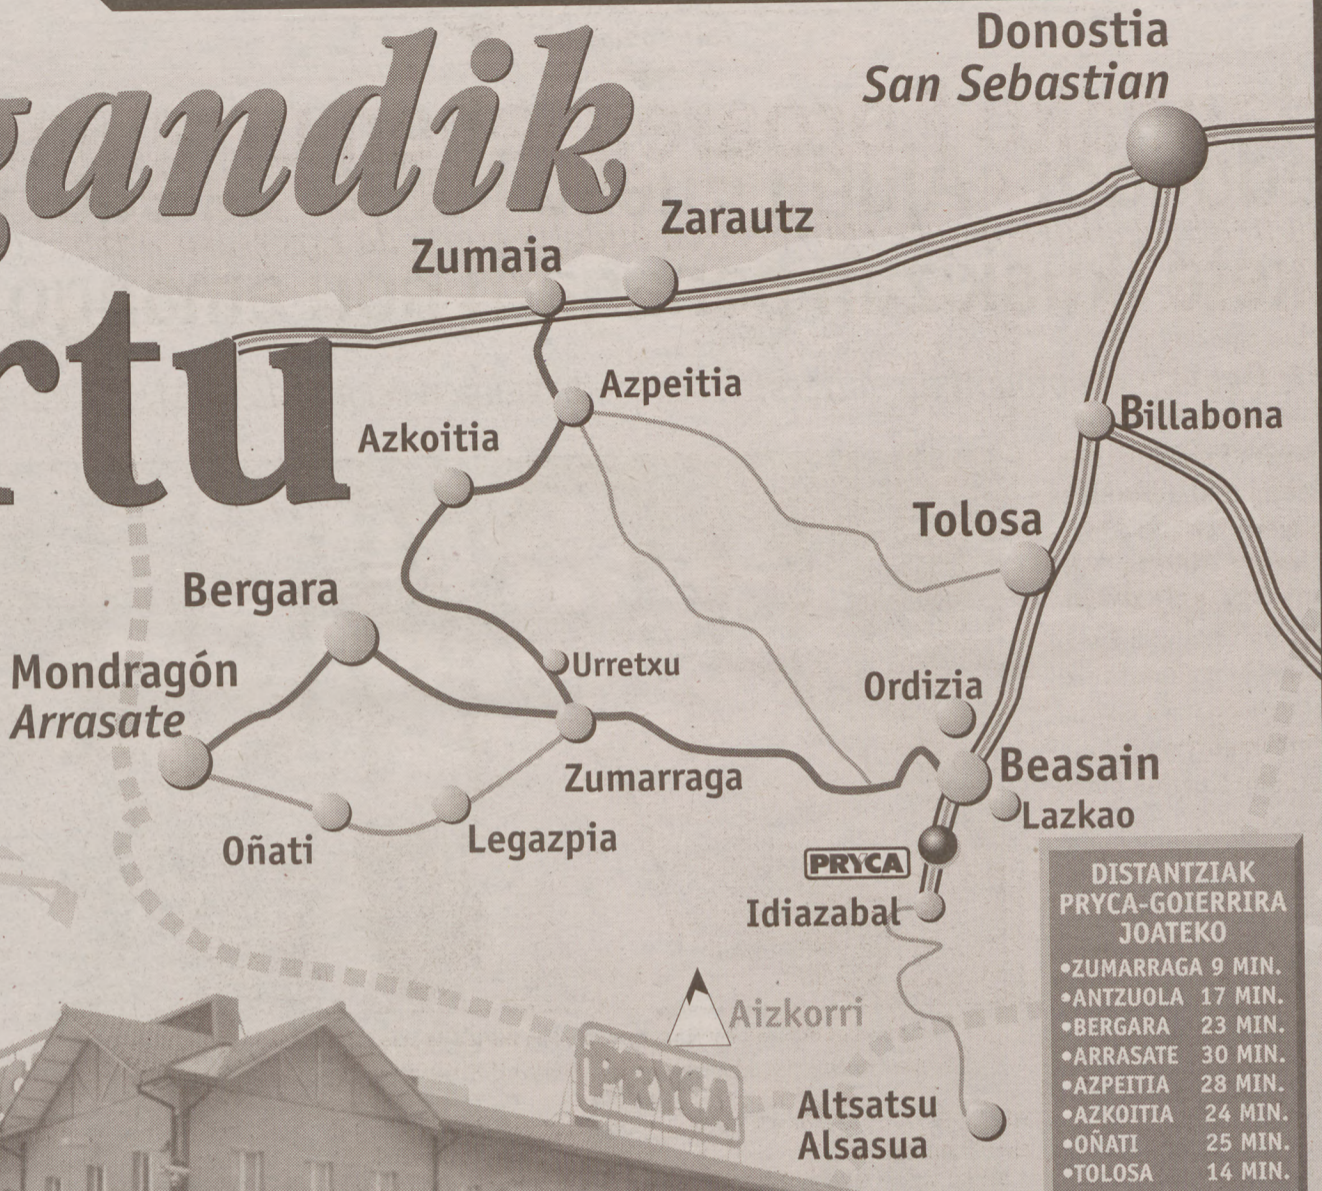 Donostia
San Sebastian
gandik
Zarautz
Zumaia
rtu
Azpeitia
Azkoitia
Billabona
Tolosa
Bergara
Urretxu
Mondragón
Arrasate
Ordizia
Zumarraga
Beasain
Lazkao
Oñati
Legazpia
PRYCA
Idiazabal
DISTANTZIAK
PRYCA-GOIERRIRA
JOATEKO
•ZUMARRAGA 9 MIN.
•ANTZUOLA 17 MIN.
•BERGARA 23 MIN.
•ARRASATE 30 MIN.
•AZPEITIA 28 MIN.
•AZKOITIA 24 MIN.
•OÑATI 25 MIN.
•TOLOSA 14 MIN.
Aizkorri
PRYCA
Altsatsu
Alsasua